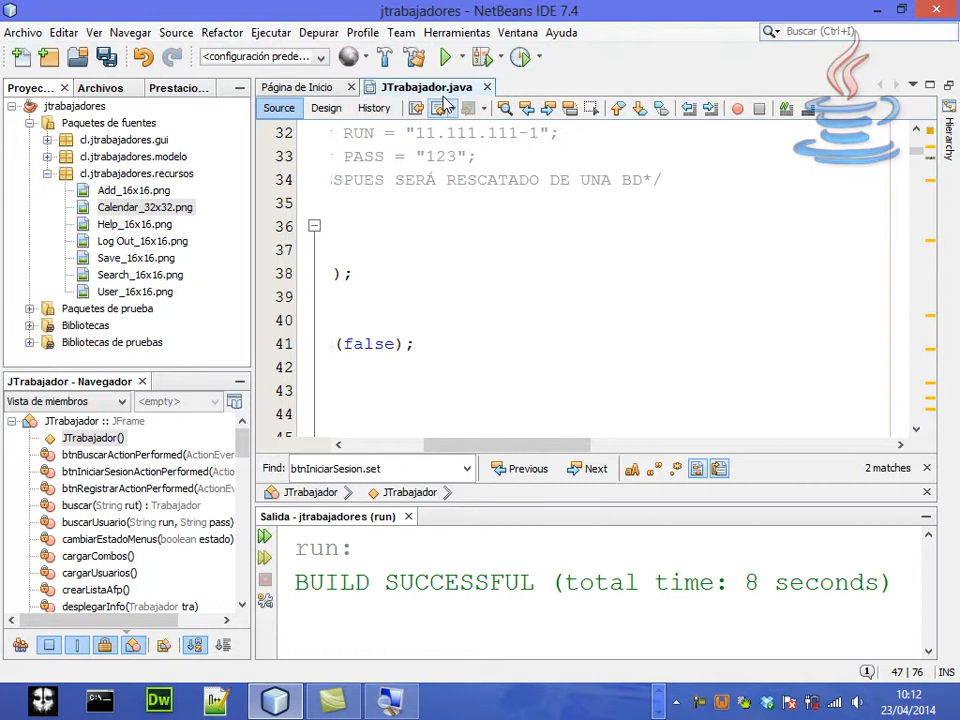 jtrabajadores - NetBeans IDE 7.4
Archivo Editar Ver Navegar Source Refactor Ejecutar Depurar Profile Team Herramientas Ventana Ayuda
Buscar (Ctrl+I)
<configuración prede...
Proyec... Archivos Prestacio...
Página de Inicio JTrabajador.java
Source Design History
jtrabajadores
Paquetes de fuentes
cl.jtrabajadores.gui
cl.jtrabajadores.modelo
cl.jtrabajadores.recursos
Add_16x16.png
Calendar_32x32.png
Help_16x16.png
Log Out_16x16.png
Save_16x16.png
Search_16x16.png
User_16x16.png
Paquetes de prueba
Bibliotecas
Bibliotecas de pruebas
32 RUN = "11.111.111-1";
33 PASS = "123";
34 SPUES SERÁ RESCATADO DE UNA BD*/
35
36
37
38 );
39
40
41 (false);
42
43
44
45
Hierarchy
JTrabajador - Navegador
Vista de miembros <empty>
JTrabajador :: JFrame
JTrabajador()
btnBuscarActionPerformed(ActionEver
btnIniciarSesionActionPerformed(Actio
btnRegistrarActionPerformed(ActionE
buscar(String rut) : Trabajador
buscarUsuario(String run, String pass)
cambiarEstadoMenus(boolean estado)
cargarCombos()
cargarUsuarios()
crearListaAfp()
desplegarInfo(Trabajador tra)
Find: btnIniciarSesion.set Previous Next 2 matches
JTrabajador JTrabajador
Salida - jtrabajadores (run)
run:
BUILD SUCCESSFUL (total time: 8 seconds)
1 47 / 76 INS
10:12
23/04/2014